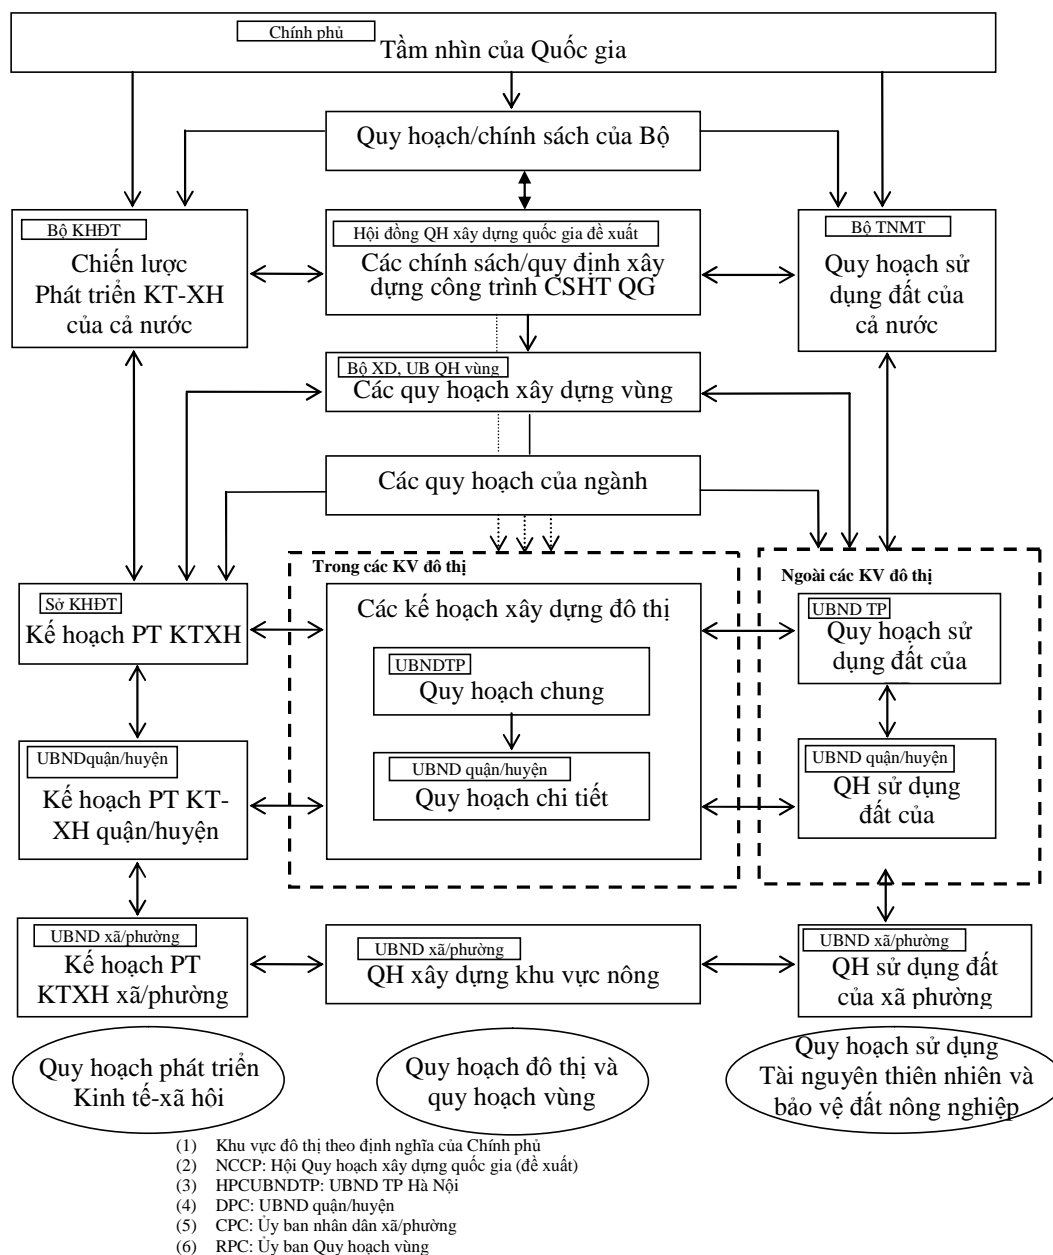 Chính phủ
Tầm nhìn của Quốc gia
Quy hoạch/chính sách của Bộ
Bộ KHĐT
Chiến lược
Phát triển KT-XH
của cả nước
Hội đồng QH xây dựng quốc gia đề xuất
Các chính sách/quy định xây
dựng công trình CSHT QG
Bộ TNMT
Quy hoạch sử
dụng đất của
cả nước
Bộ XD, UB QH vùng
Các quy hoạch xây dựng vùng
Các quy hoạch của ngành
Trong các KV đô thị
Ngoài các KV đô thị
Sở KHĐT
Kế hoạch PT KTXH
Các kế hoạch xây dựng đô thị
UBND TP
Quy hoạch sử
dụng đất của
UBNDTP
Quy hoạch chung
UBNDquận/huyện
Kế hoạch PT KT-
XH quận/huyện
UBND quận/huyện
Quy hoạch chi tiết
UBND quận/huyện
QH sử dụng
đất của
UBND xã/phường
Kế hoạch PT
KTXH xã/phường
UBND xã/phường
QH xây dựng khu vực nông
UBND xã/phường
QH sử dụng đất
của xã phường
Quy hoạch phát triển
Kinh tế-xã hội
Quy hoạch đô thị và
quy hoạch vùng
Quy hoạch sử dụng
Tài nguyên thiên nhiên và
bảo vệ đất nông nghiệp
(1) Khu vực đô thị theo định nghĩa của Chính phủ
(2) NCCP: Hội Quy hoạch xây dựng quốc gia (đề xuất)
(3) HPCUBNDTP: UBND TP Hà Nội
(4) DPC: UBND quận/huyện
(5) CPC: Ủy ban nhân dân xã/phường
(6) RPC: Ủy ban Quy hoạch vùng